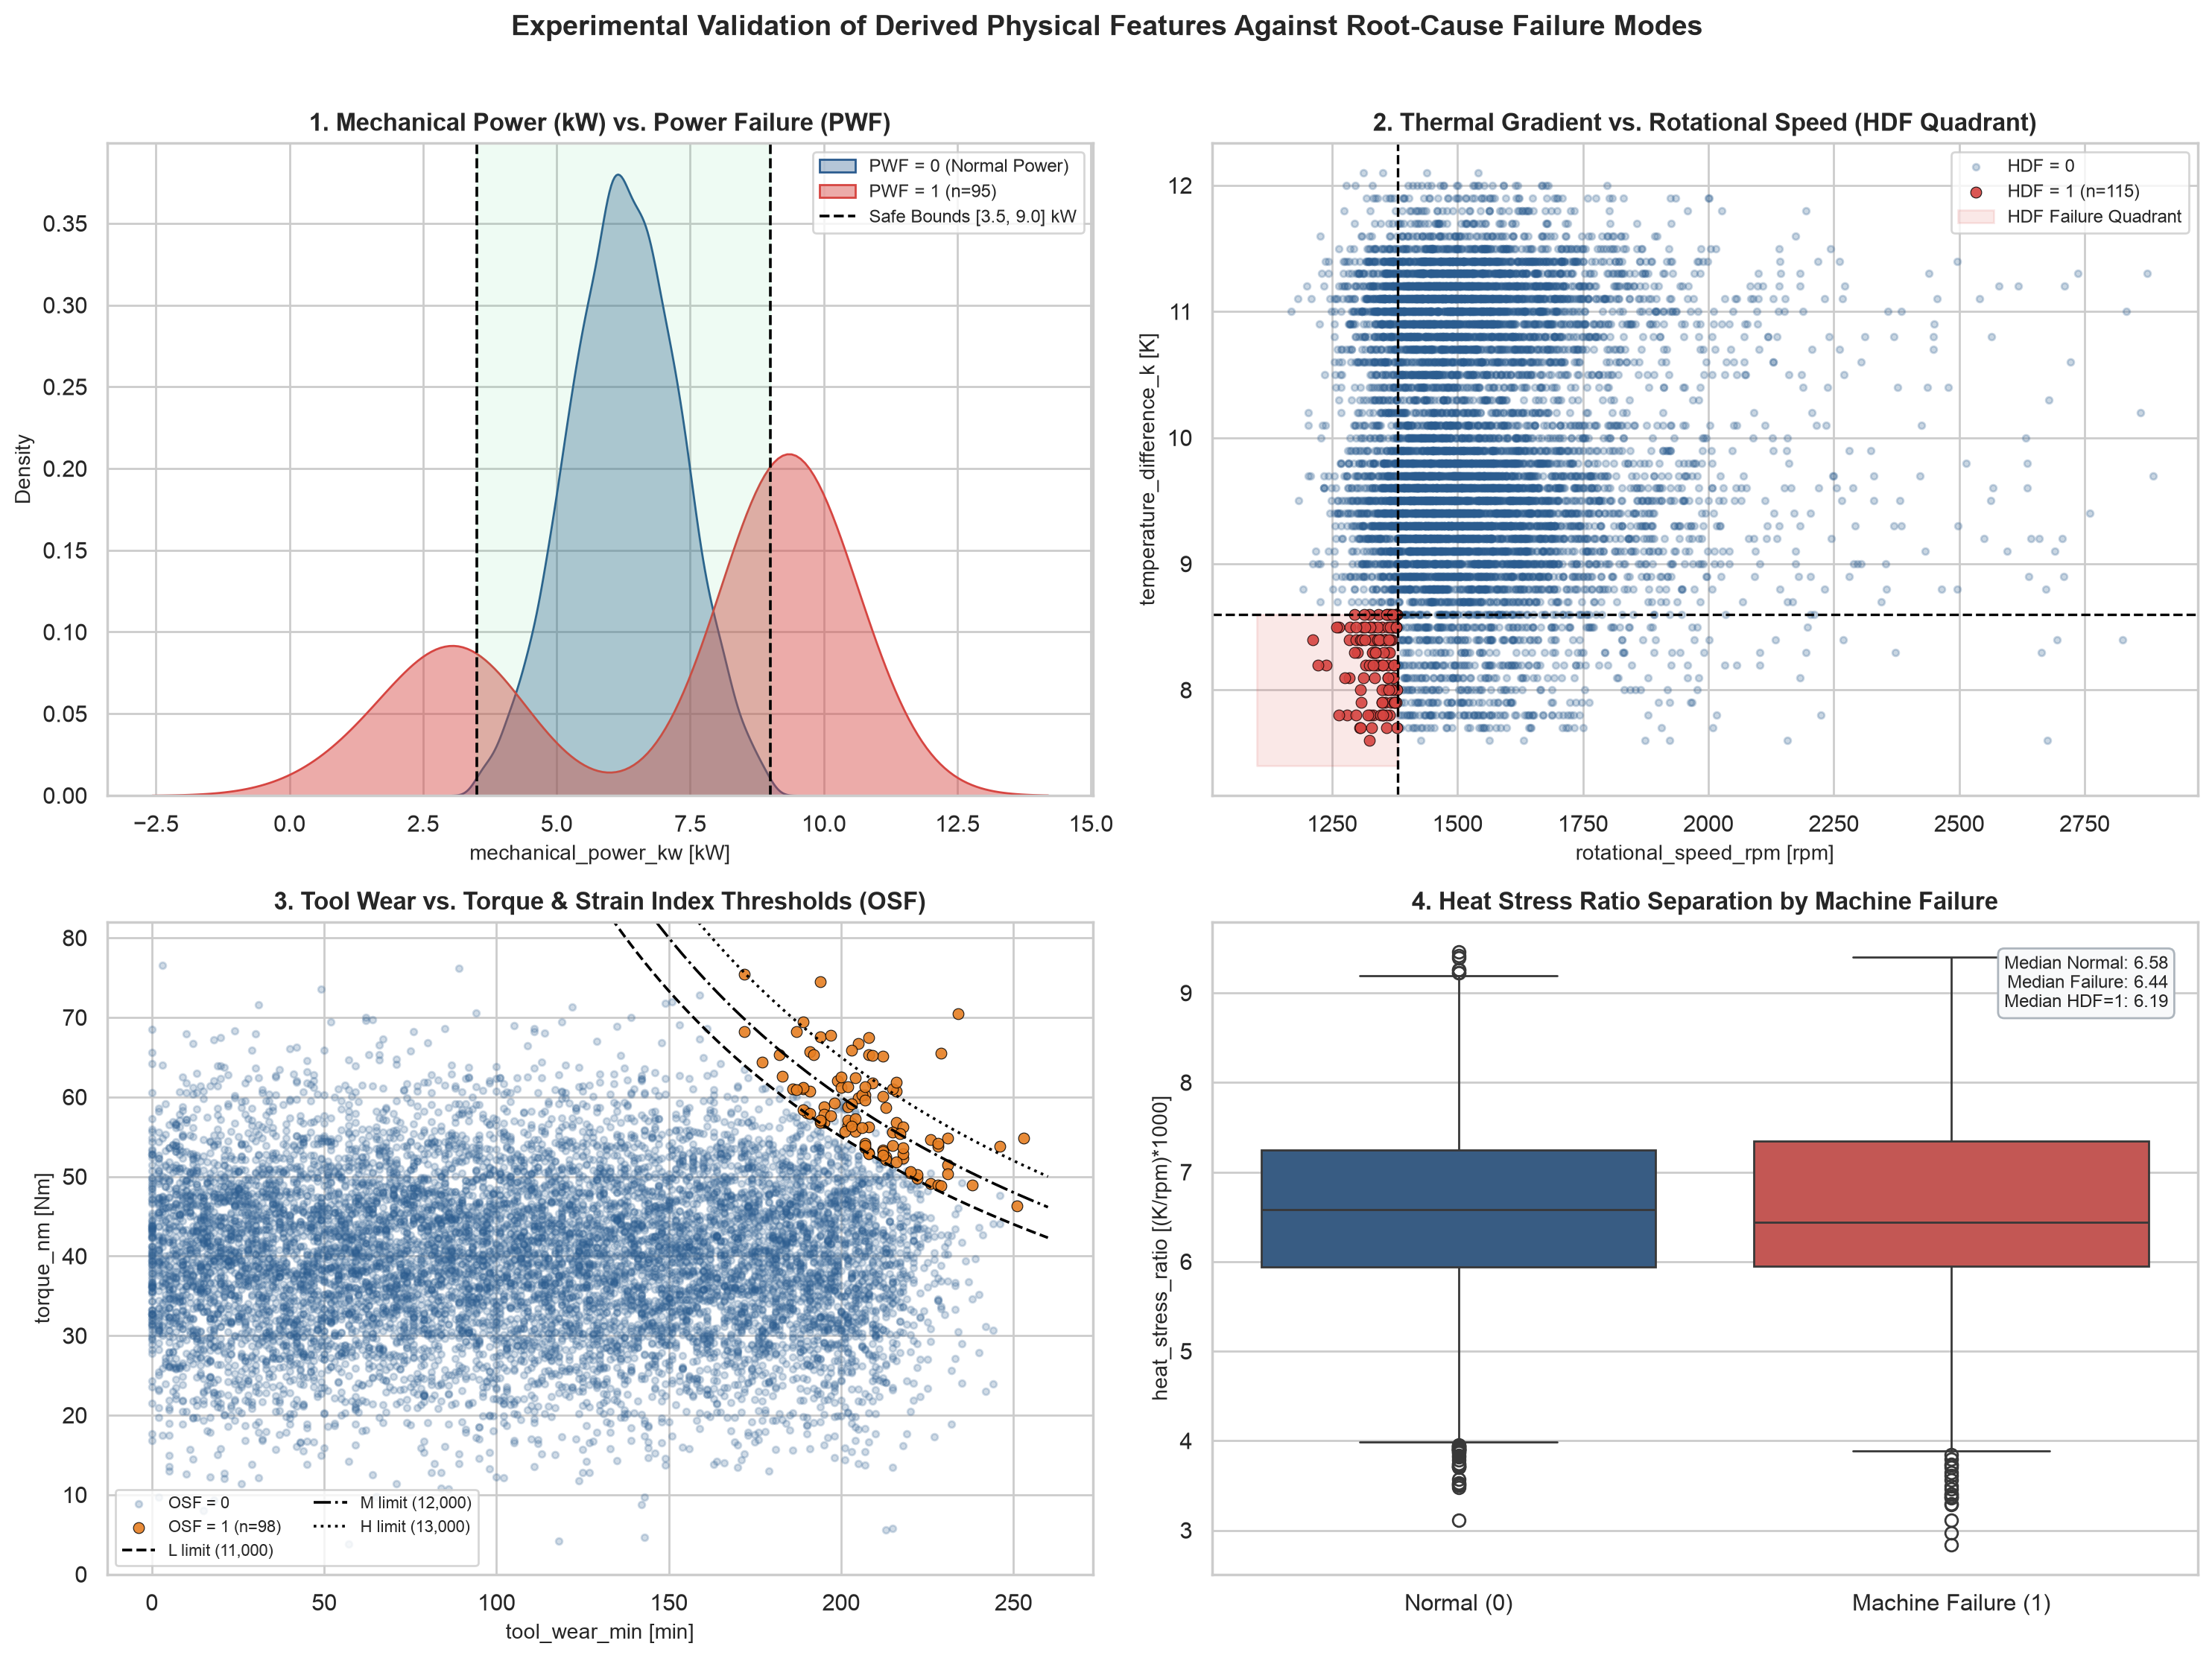 Experimental Validation of Derived Physical Features Against Root-Cause Failure Modes
1. Mechanical Power (kW) vs. Power Failure (PWF)
PWF = 0 (Normal Power)
PWF = 1 (n=95)
Safe Bounds [3.5, 9.0] kW
Density
0.35
0.30
0.25
0.20
0.15
0.10
0.05
0.00
−2.5
0.0
2.5
5.0
7.5
10.0
12.5
15.0
mechanical_power_kw [kW]
2. Thermal Gradient vs. Rotational Speed (HDF Quadrant)
HDF = 0
HDF = 1 (n=115)
HDF Failure Quadrant
temperature_difference_k [K]
12
11
10
9
8
1250
1500
1750
2000
2250
2500
2750
rotational_speed_rpm [rpm]
3. Tool Wear vs. Torque & Strain Index Thresholds (OSF)
torque_nm [Nm]
80
70
60
50
40
30
20
10
0
OSF = 0
OSF = 1 (n=98)
L limit (11,000)
M limit (12,000)
H limit (13,000)
0
50
100
150
200
250
tool_wear_min [min]
4. Heat Stress Ratio Separation by Machine Failure
Median Normal: 6.58
Median Failure: 6.44
Median HDF=1: 6.19
heat_stress_ratio [(K/rpm)*1000]
9
8
7
6
5
4
3
Normal (0)
Machine Failure (1)